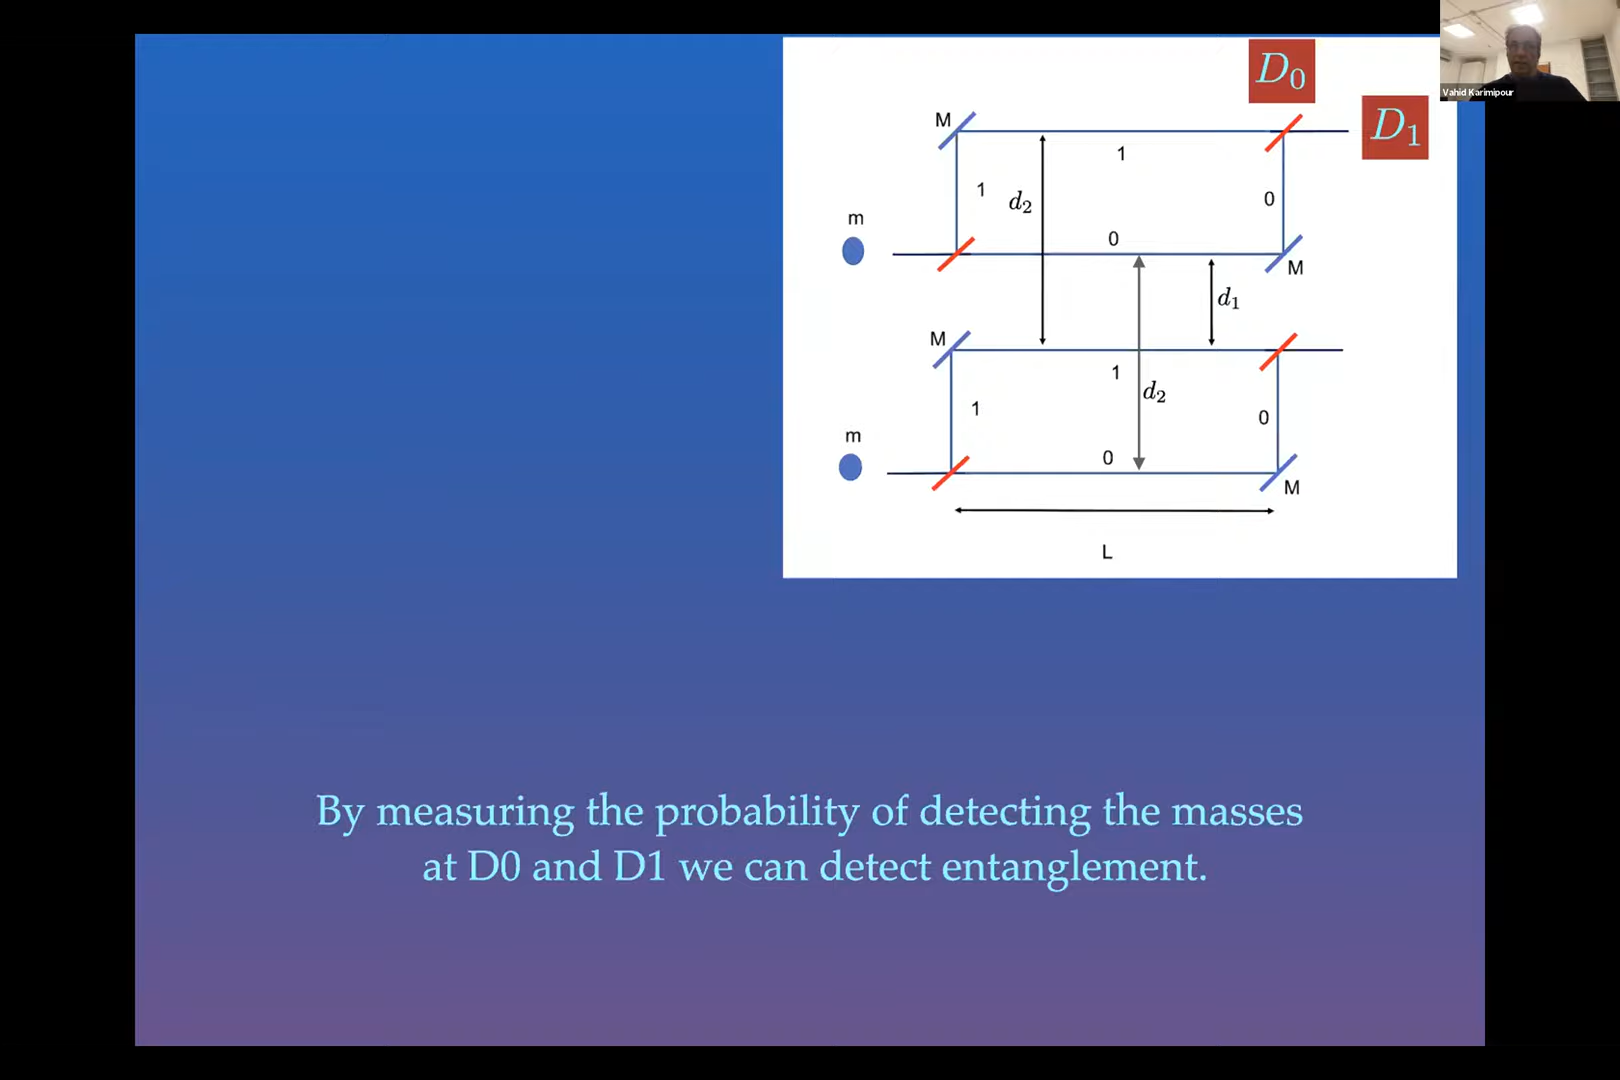 D0
D1
Vahid Karimipour
M
1
1
d2
0
m
0
M
d1
M
1
d2
1
0
m
0
M
L
By measuring the probability of detecting the masses
at D0 and D1 we can detect entanglement.